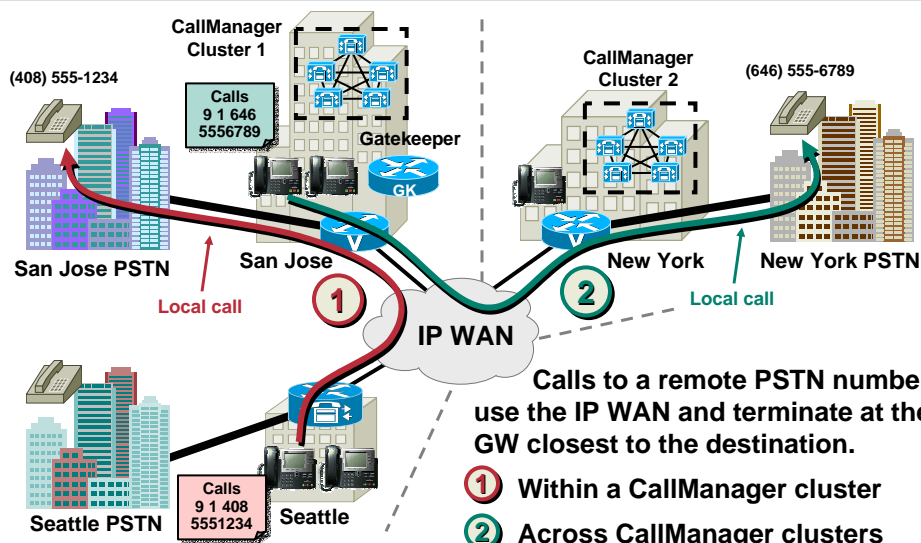 CallManager
Cluster 1
(408) 555-1234
Calls
9 1 646
5556789
Gatekeeper
GK
CallManager
Cluster 2
(646) 555-6789
San Jose PSTN
San Jose
V
V
New York
New York PSTN
Local call
1
2
Local call
IP WAN
Calls to a remote PSTN numbe
use the IP WAN and terminate at the
GW closest to the destination.
1 Within a CallManager cluster
2 Across CallManager clusters
Calls
9 1 408
5551234
Seattle PSTN
Seattle